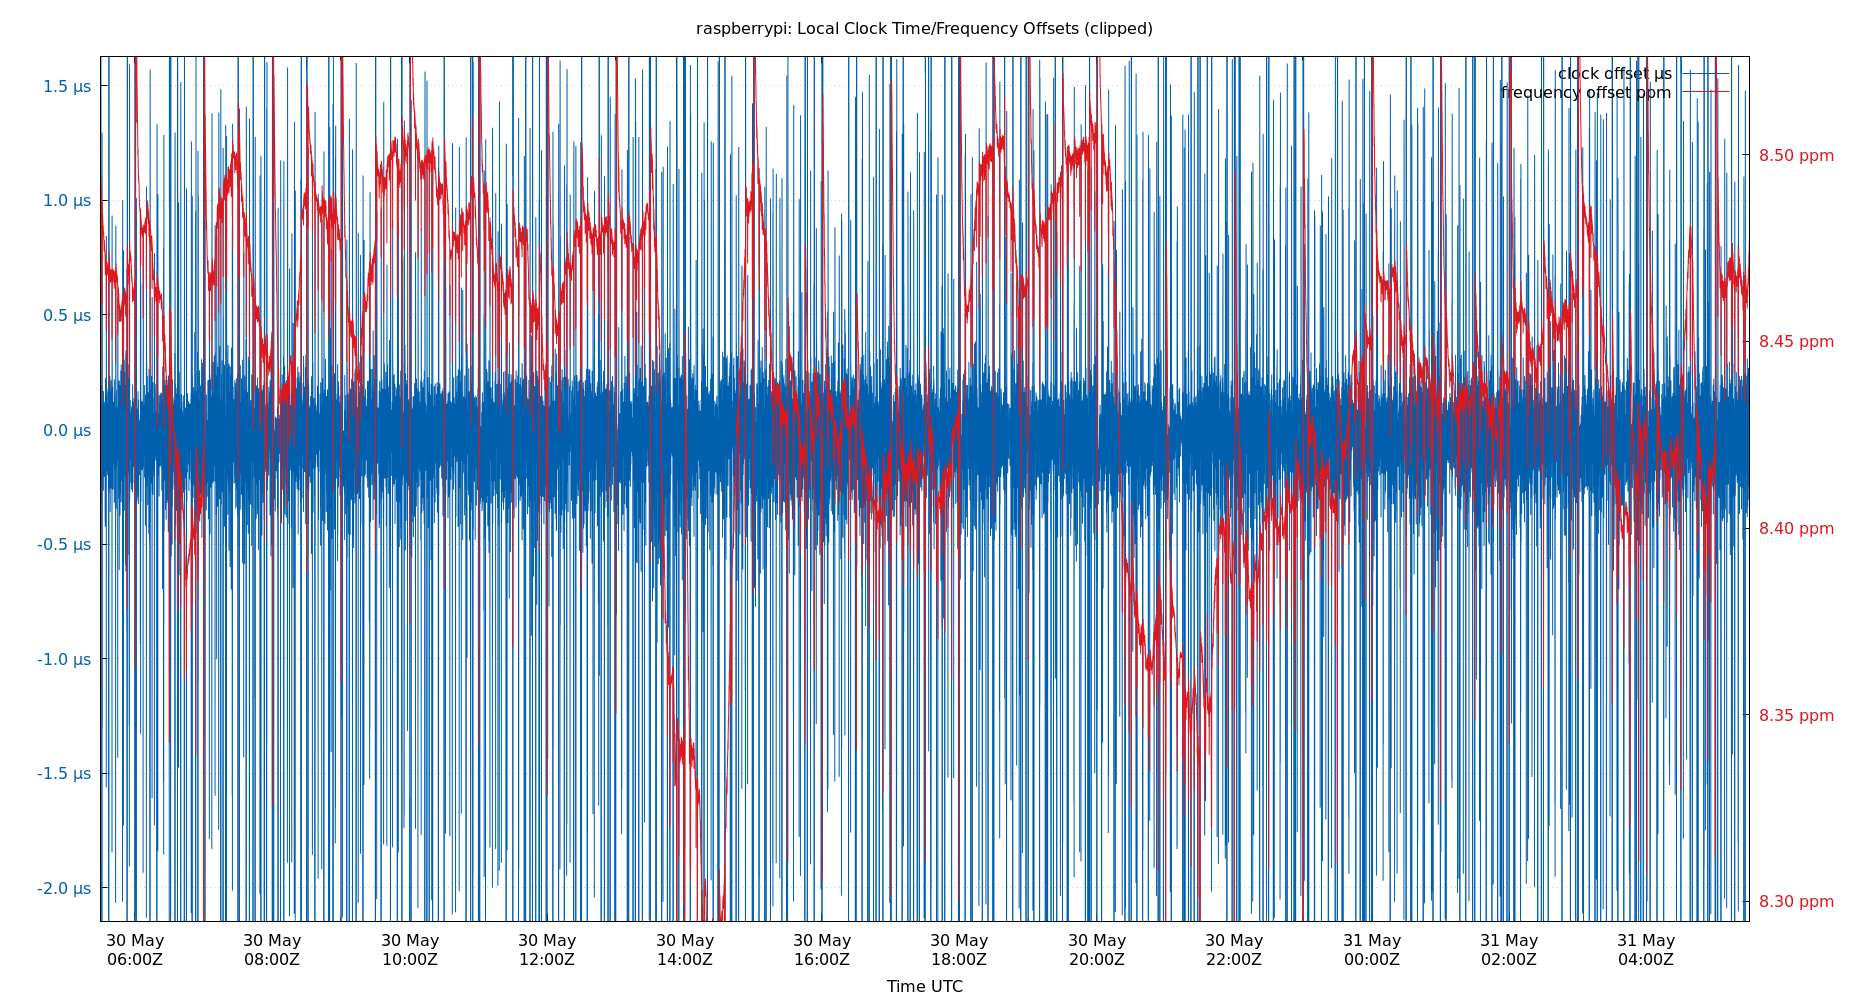 raspberrypi: Local Clock Time/Frequency Offsets (clipped)
clock offset µs
frequency offset ppm
1.5 µs
1.0 µs
0.5 µs
0.0 µs
-0.5 µs
-1.0 µs
-1.5 µs
-2.0 µs
8.50 ppm
8.45 ppm
8.40 ppm
8.35 ppm
8.30 ppm
30 May 30 May 30 May 30 May 30 May 30 May 30 May 30 May 30 May 31 May 31 May 31 May
06:00Z 08:00Z 10:00Z 12:00Z 14:00Z 16:00Z 18:00Z 20:00Z 22:00Z 00:00Z 02:00Z 04:00Z
Time UTC